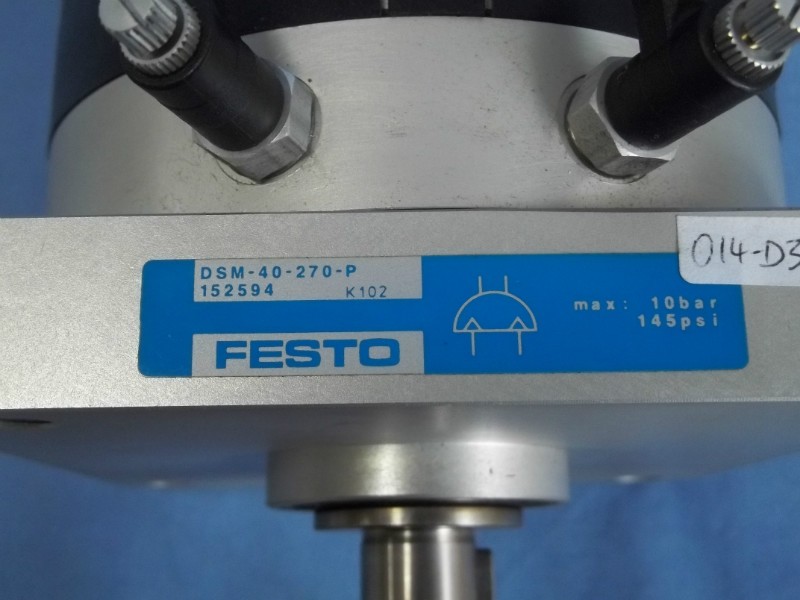 014-D3
DSM-40-270-P
152594 K102
max: 10bar
145psi
FESTO